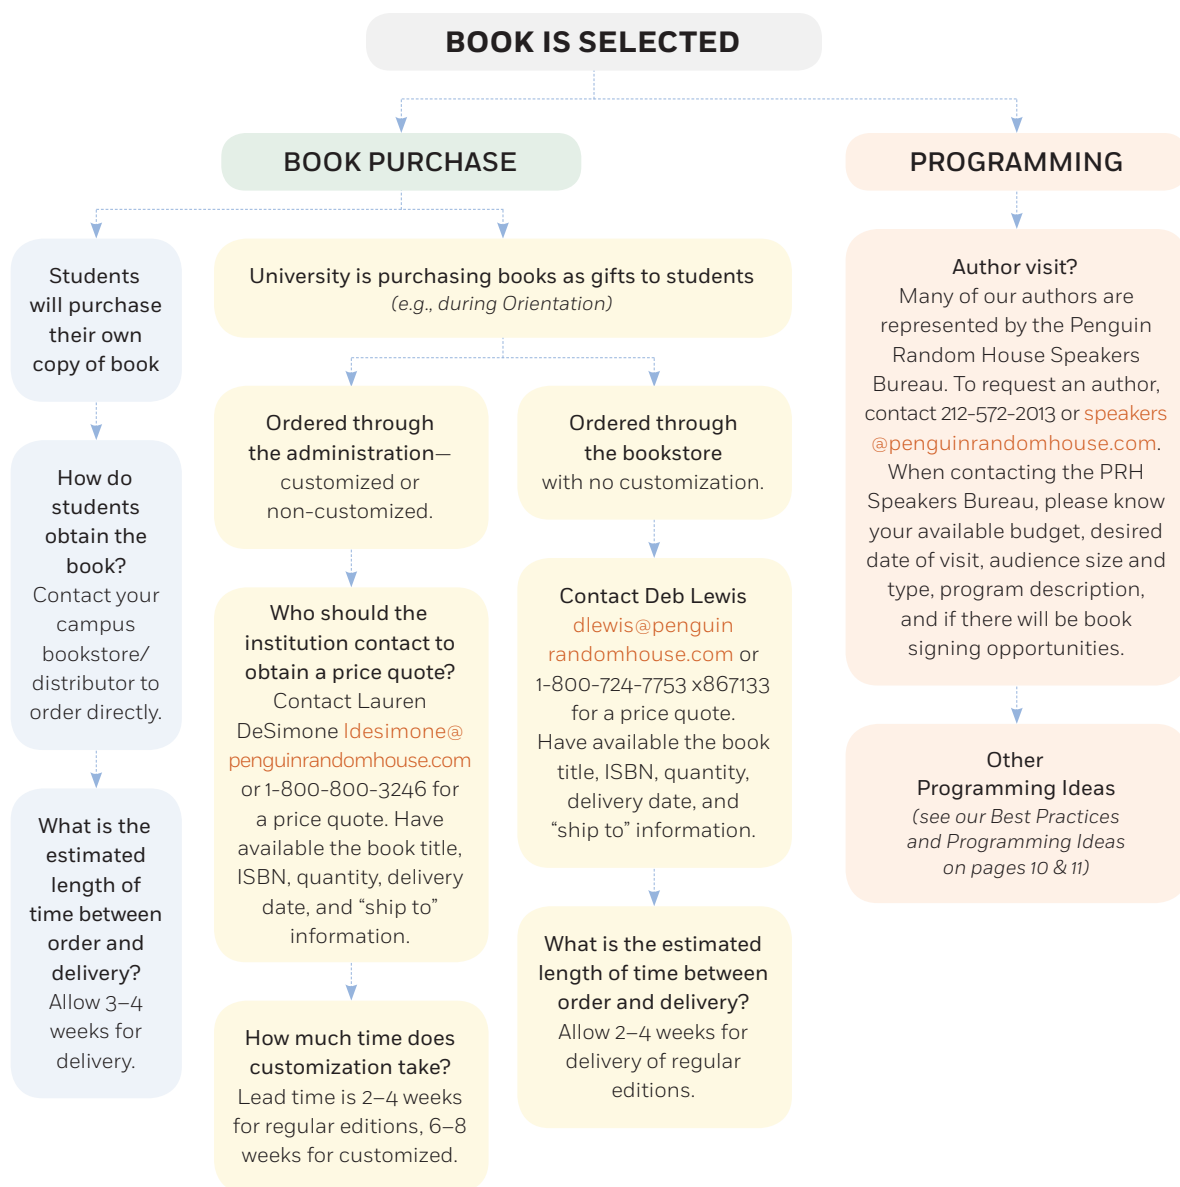 BOOK IS SELECTED
BOOK PURCHASE
PROGRAMMING
Students
will purchase
their own
copy of book
How do
students
obtain the
book?
Contact your
campus
bookstore/
distributor to
order directly.
What is the
estimated
length of
time between
order and
delivery?
Allow 3–4
weeks for
delivery.
University is purchasing books as gifts to students
(e.g., during Orientation)
Ordered through
the administration—
customized or
non-customized.
Who should the
institution contact to
obtain a price quote?
Contact Lauren
DeSimone ldesimone@
penguinrandomhouse.com
or 1-800-800-3246 for
a price quote. Have
available the book title,
ISBN, quantity, delivery
date, and “ship to”
information.
How much time does
customization take?
Lead time is 2–4 weeks
for regular editions, 6–8
weeks for customized.
Ordered through
the bookstore
with no customization.
Contact Deb Lewis
dlewis@penguin
randomhouse.com or
1-800-724-7753 x867133
for a price quote.
Have available the book
title, ISBN, quantity,
delivery date, and
“ship to” information.
What is the estimated
length of time between
order and delivery?
Allow 2–4 weeks for
delivery of regular
editions.
Author visit?
Many of our authors are
represented by the Penguin
Random House Speakers
Bureau. To request an author,
contact 212-572-2013 or speakers
@penguinrandomhouse.com.
When contacting the PRH
Speakers Bureau, please know
your available budget, desired
date of visit, audience size and
type, program description,
and if there will be book
signing opportunities.
Other
Programming Ideas
(see our Best Practices
and Programming Ideas
on pages 10 & 11)